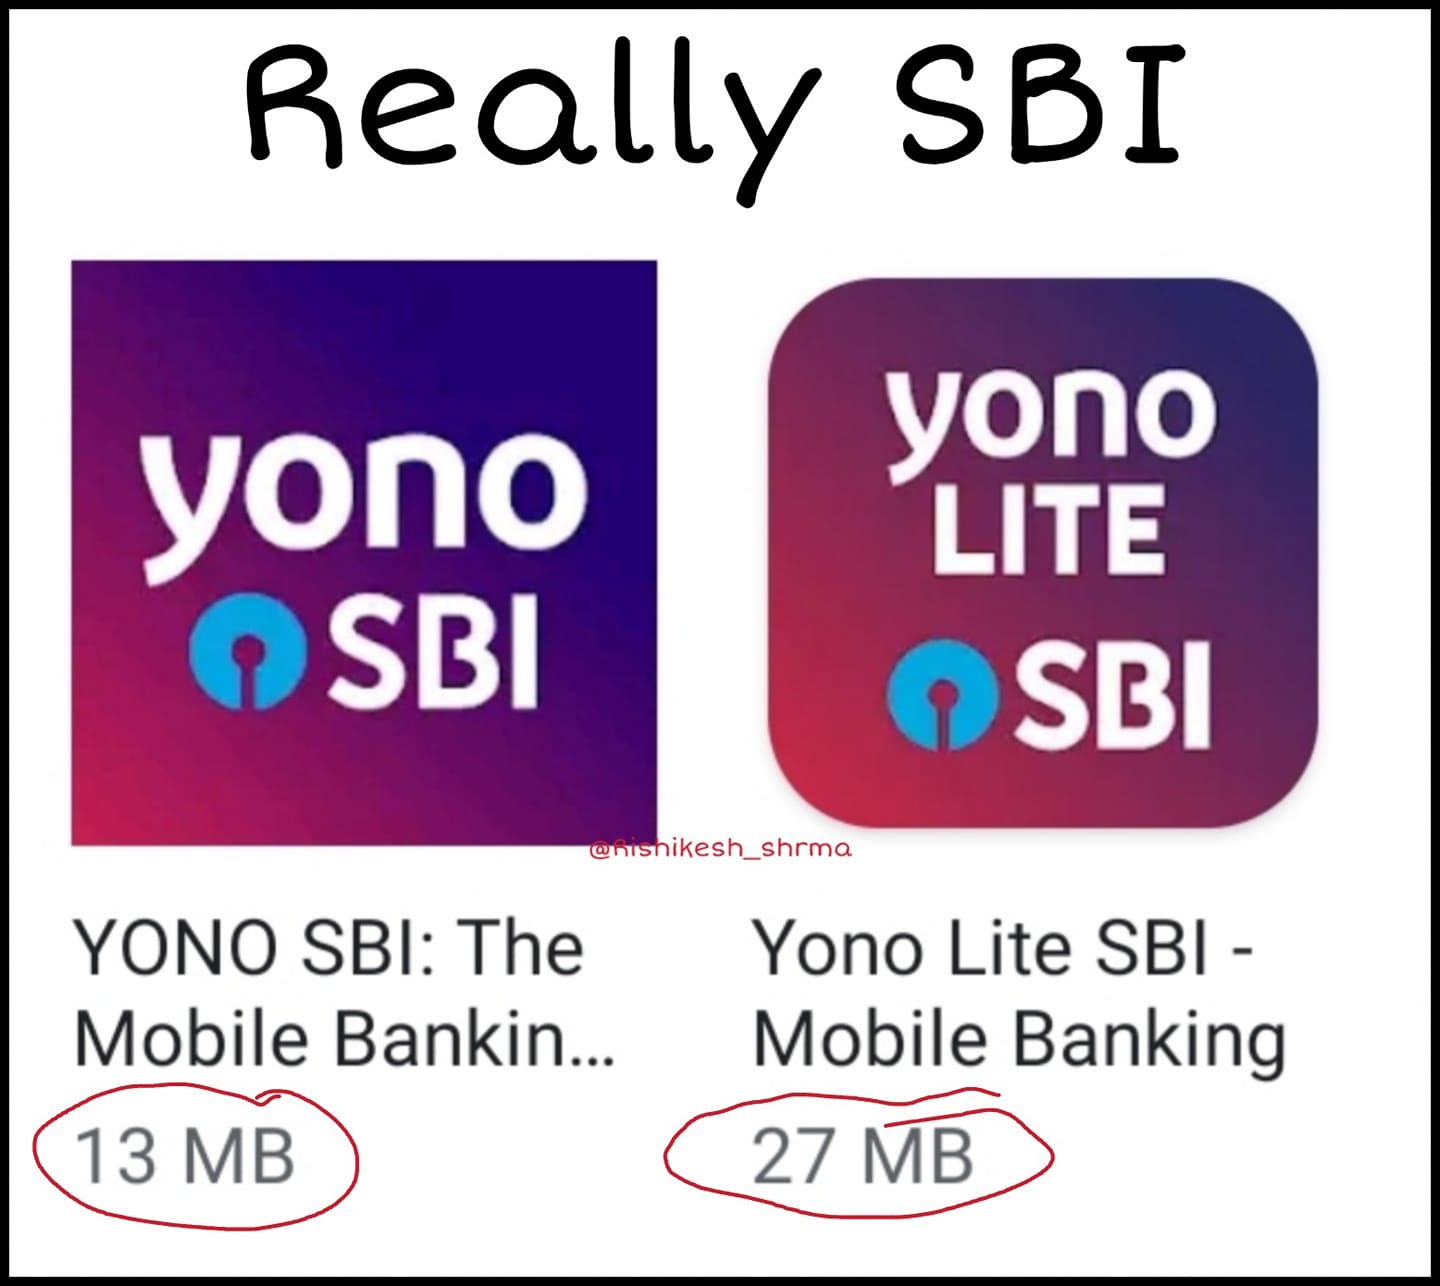 Really SBI
yono
SBI
yono
LITE
SBI
@Rishikesh_shrma
YONO SBI: The
Mobile Bankin...
13 MB
Yono Lite SBI -
Mobile Banking
27 MB